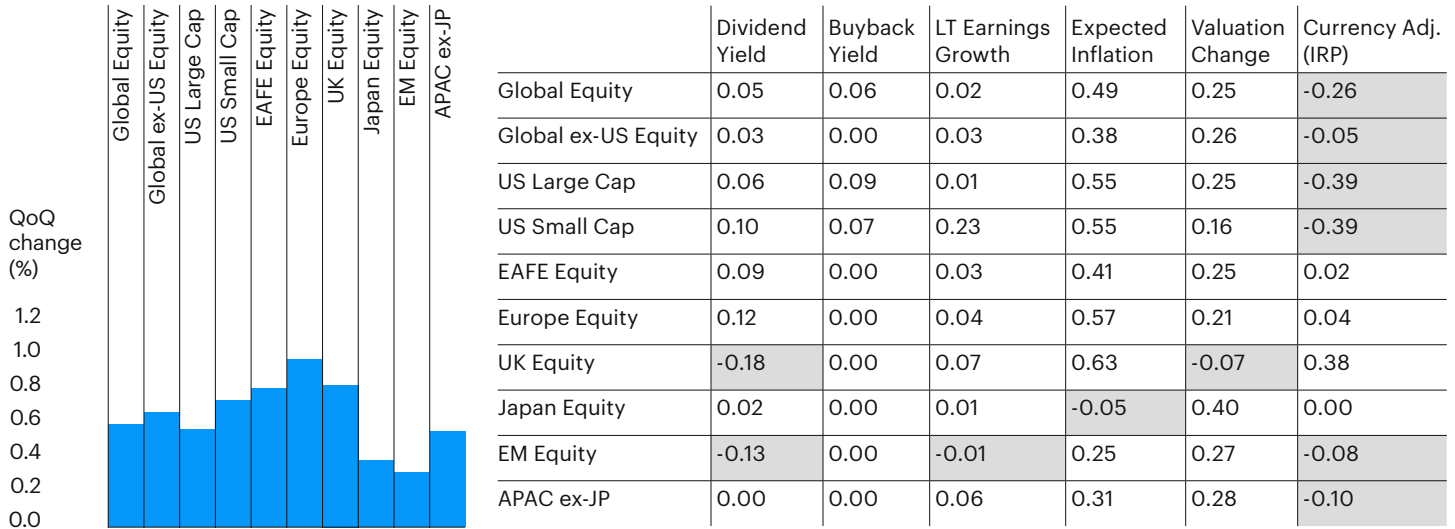 Global Equity
Global ex-US Equity
US Large Cap
US Small Cap
EAFE Equity
Europe Equity
UK Equity
Japan Equity
EM Equity
APAC ex-JP
QoQ
change
(%)
1.2
1.0
0.8
0.6
0.4
0.2
0.0
Dividend Yield Buyback Yield LT Earnings Growth Expected Inflation Valuation Change Currency Adj. (IRP)
Global Equity 0.05 0.06 0.02 0.49 0.25 -0.26
Global ex-US Equity 0.03 0.00 0.03 0.38 0.26 -0.05
US Large Cap 0.06 0.09 0.01 0.55 0.25 -0.39
US Small Cap 0.10 0.07 0.23 0.55 0.16 -0.39
EAFE Equity 0.09 0.00 0.03 0.41 0.25 0.02
Europe Equity 0.12 0.00 0.04 0.57 0.21 0.04
UK Equity -0.18 0.00 0.07 0.63 -0.07 0.38
Japan Equity 0.02 0.00 0.01 -0.05 0.40 0.00
EM Equity -0.13 0.00 -0.01 0.25 0.27 -0.08
APAC ex-JP 0.00 0.00 0.06 0.31 0.28 -0.10